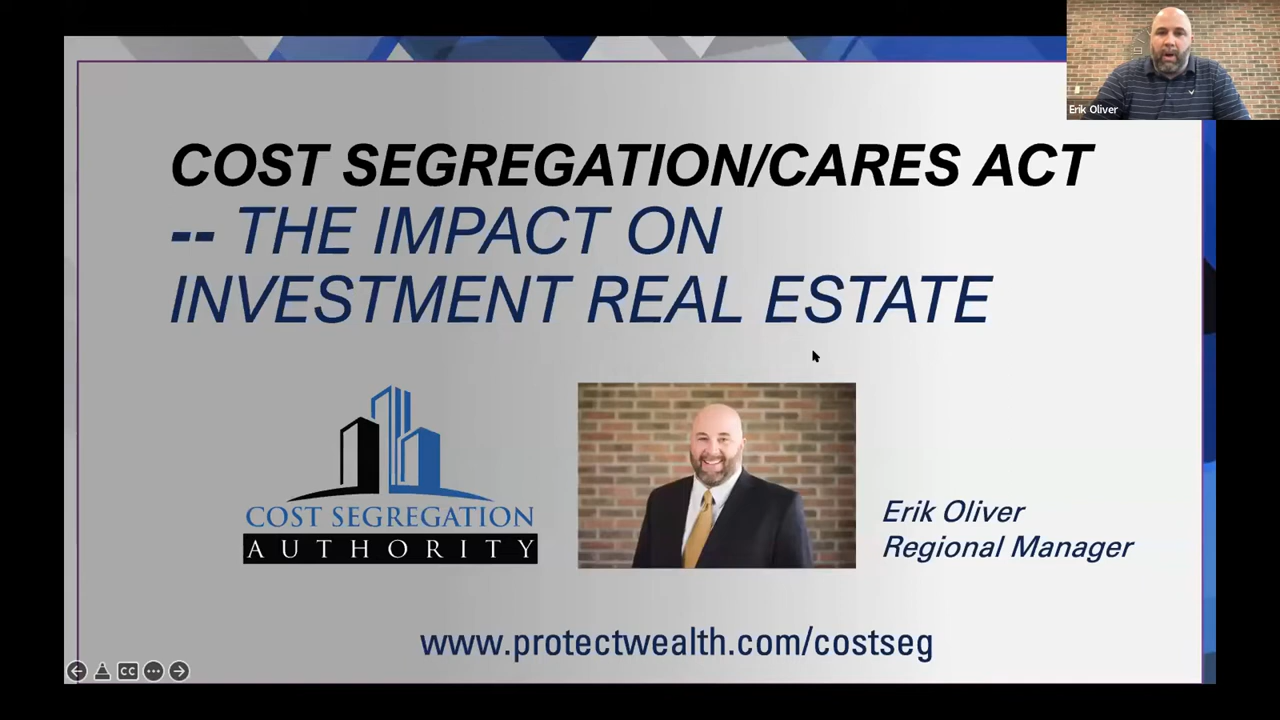 Erik Oliver
COST SEGREGATION/CARES ACT
-- THE IMPACT ON
INVESTMENT REAL ESTATE
COST SEGREGATION
AUTHORITY
Erik Oliver
Regional Manager
www.protectwealth.com/costseg
CC